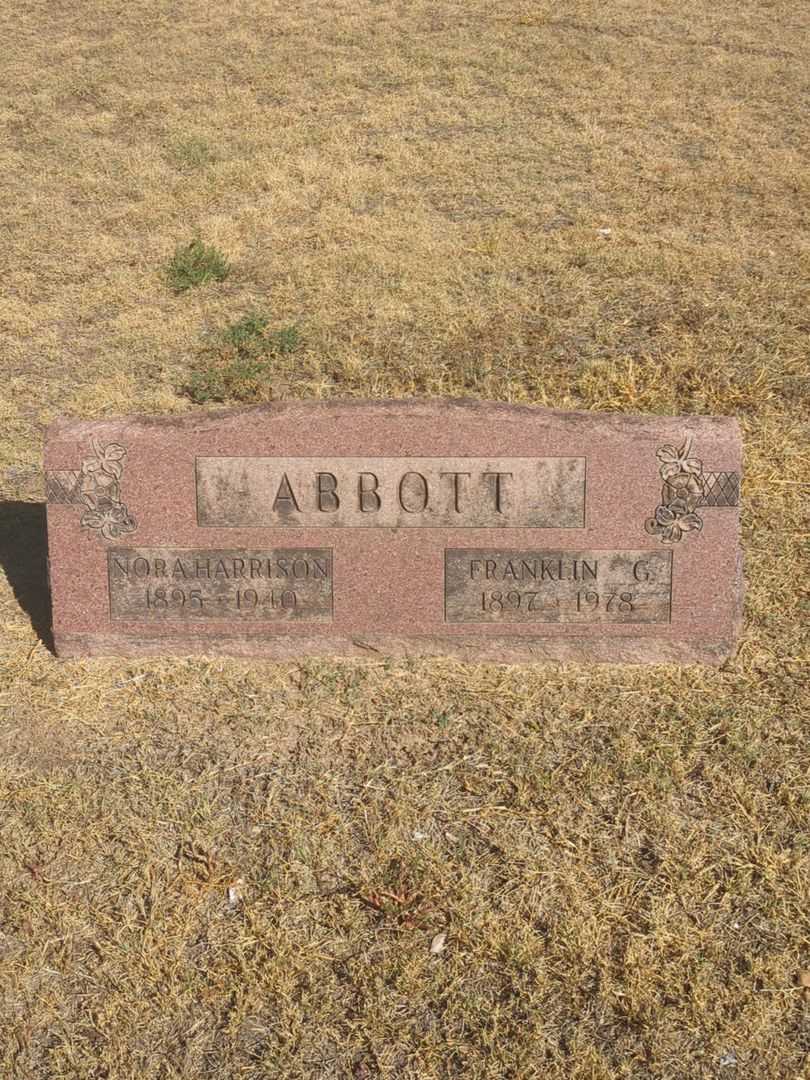 ABBOTT
NORA HARRISON
1895 - 1940
FRANKLIN G.
1897 - 1978